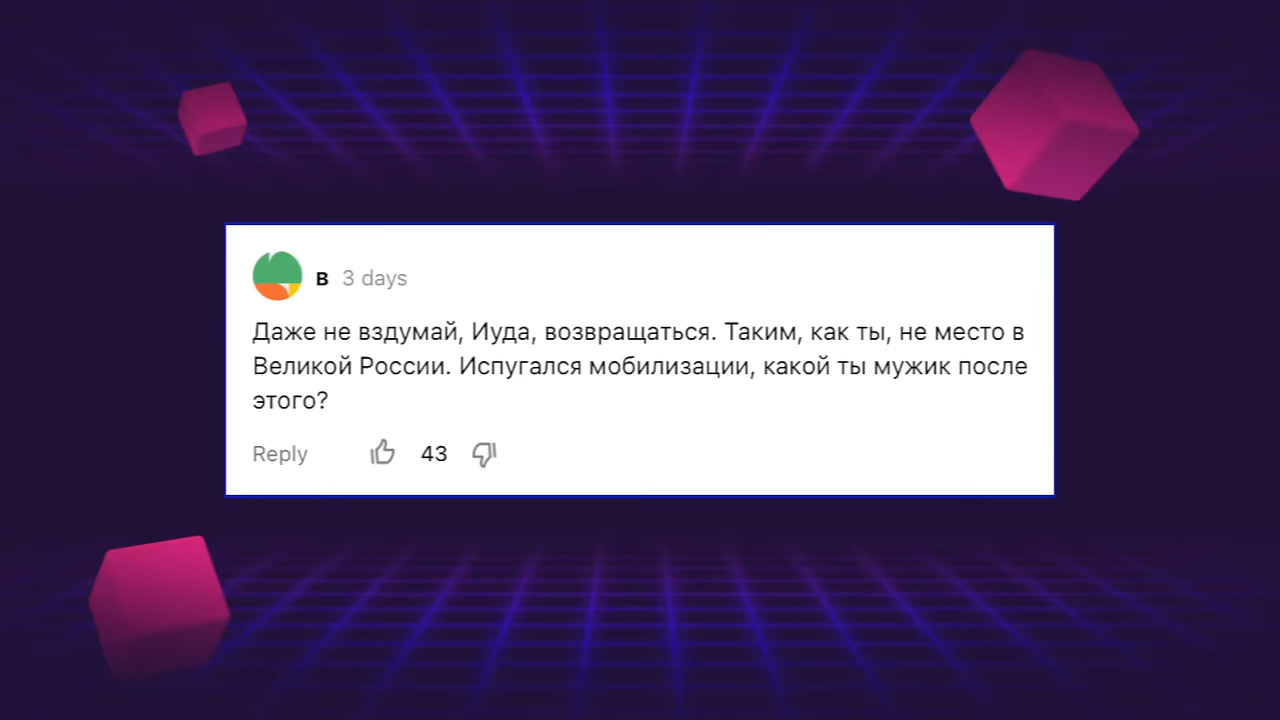 в 3 days
Даже не вздумай, Иуда, возвращаться. Таким, как ты, не место в
Великой России. Испугался мобилизации, какой ты мужик после
этого?
Reply 43